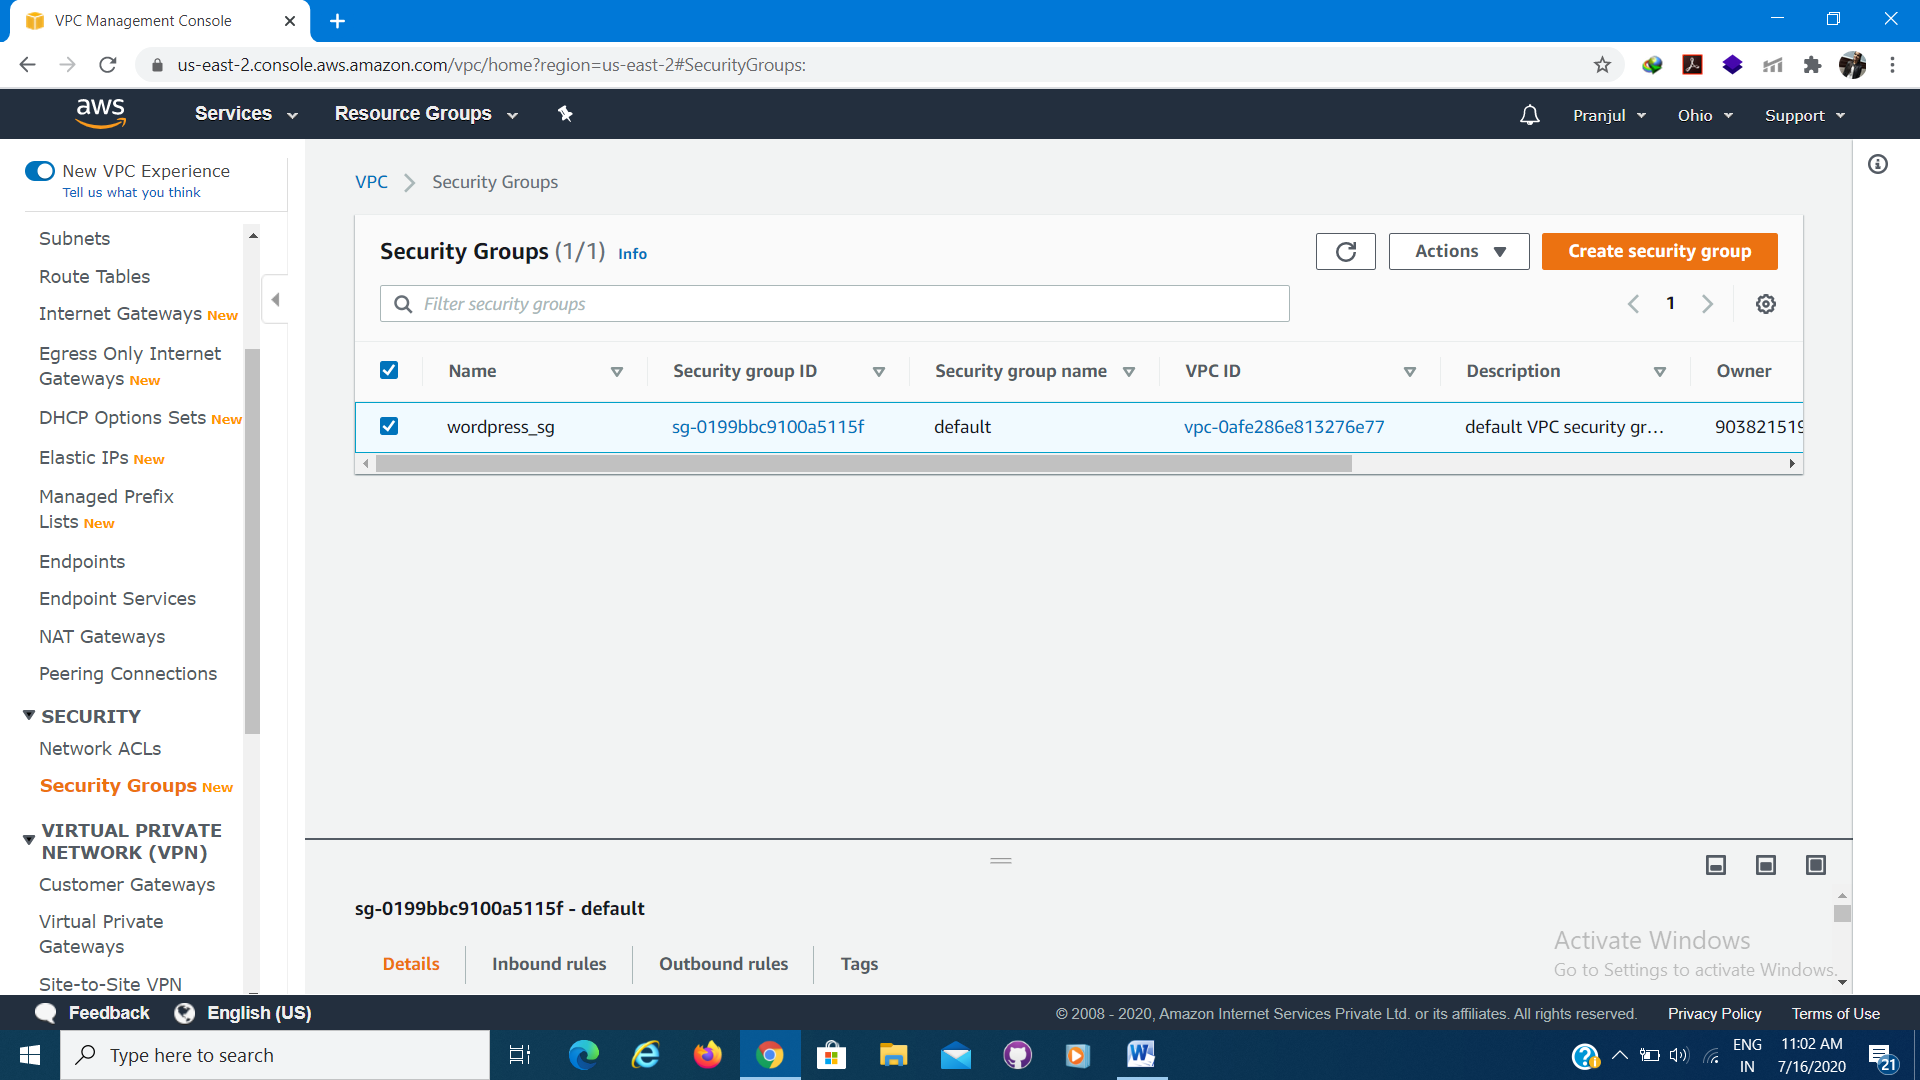 VPC Management Console
us-east-2.console.aws.amazon.com/vpc/home?region=us-east-2#SecurityGroups:
aws Services Resource Groups Pranjul Ohio Support
New VPC Experience
Tell us what you think
Subnets
Route Tables
Internet Gateways New
Egress Only Internet
Gateways New
DHCP Options Sets New
Elastic IPs New
Managed Prefix
Lists New
Endpoints
Endpoint Services
NAT Gateways
Peering Connections
SECURITY
Network ACLs
Security Groups New
VIRTUAL PRIVATE
NETWORK (VPN)
Customer Gateways
Virtual Private
Gateways
Site-to-Site VPN
VPC Security Groups
Security Groups (1/1) Info
Actions
Create security group
Filter security groups
1
Name Security group ID Security group name VPC ID Description Owner
wordpress_sg sg-0199bbc9100a5115f default vpc-0afe286e813276e77 default VPC security gr... 903821519
sg-0199bbc9100a5115f - default
Details Inbound rules Outbound rules Tags
Activate Windows
Go to Settings to activate Windows.
Feedback English (US)
© 2008 - 2020, Amazon Internet Services Private Ltd. or its affiliates. All rights reserved. Privacy Policy Terms of Use
Type here to search
ENG
IN
11:02 AM
7/16/2020
21